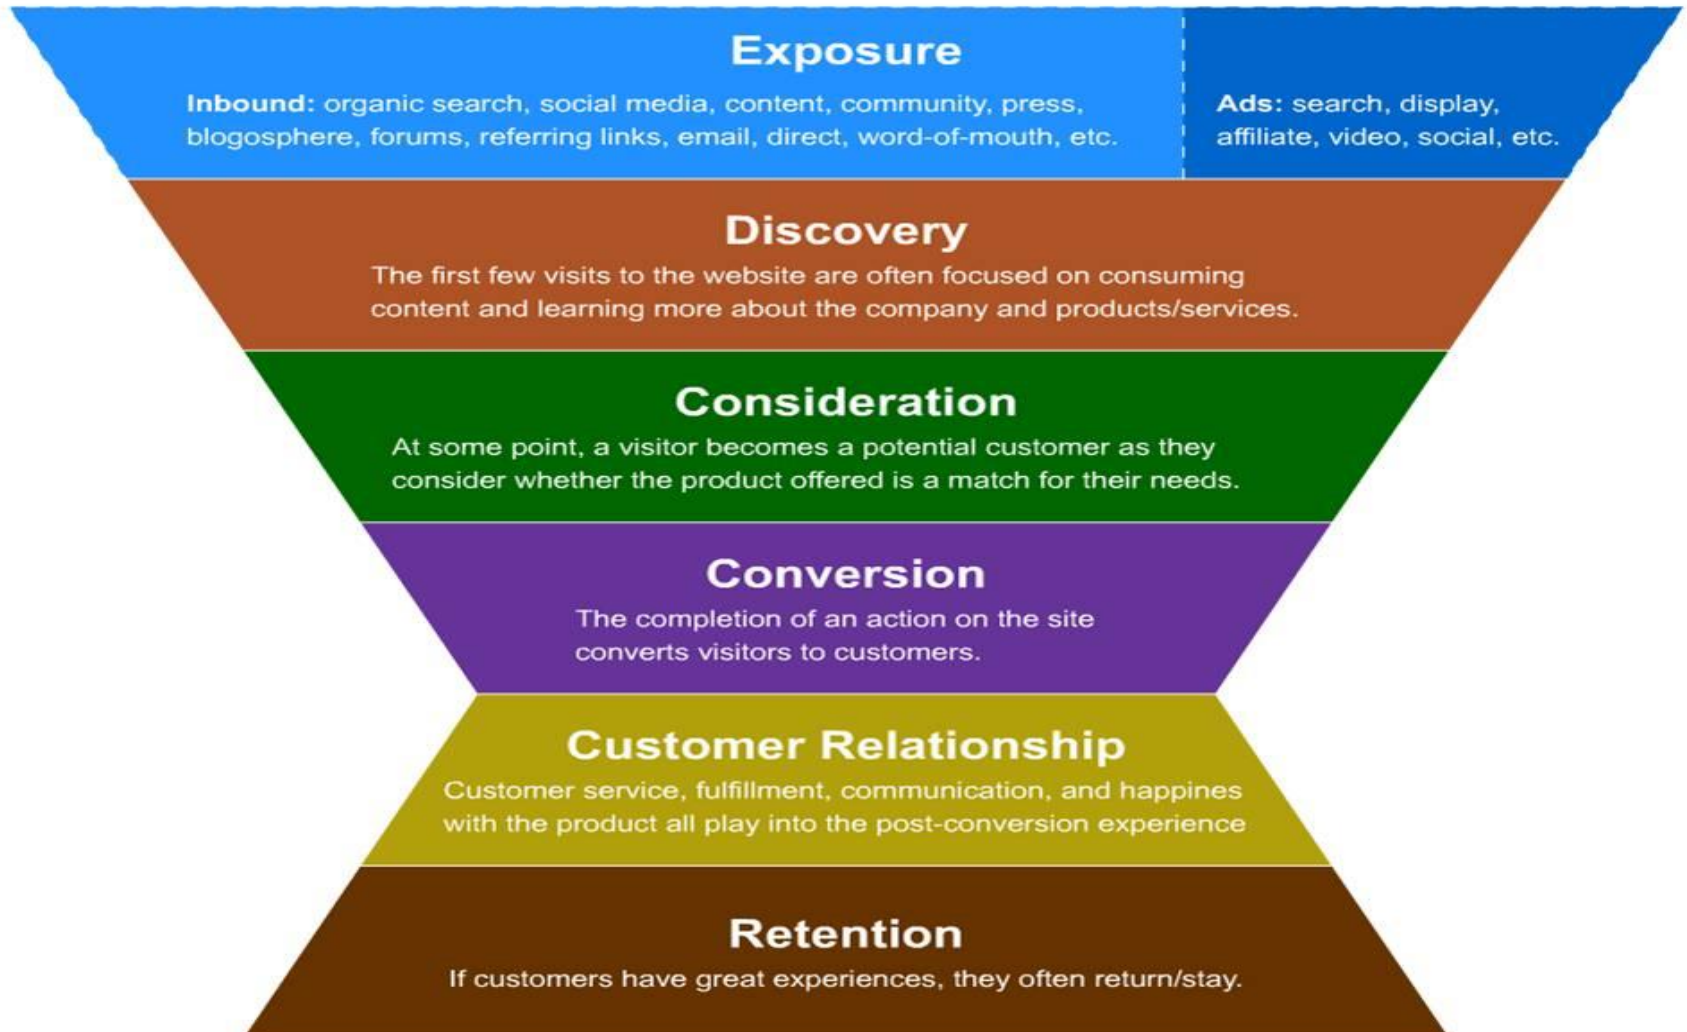 Exposure
Inbound: organic search, social media, content, community, press,
blogosphere, forums, referring links, email, direct, word-of-mouth, etc.
Ads: search, display,
affiliate, video, social, etc.
Discovery
The first few visits to the website are often focused on consuming
content and learning more about the company and products/services.
Consideration
At some point, a visitor becomes a potential customer as they
consider whether the product offered is a match for their needs.
Conversion
The completion of an action on the site
converts visitors to customers.
Customer Relationship
Customer service, fulfillment, communication, and happines
with the product all play into the post-conversion experience
Retention
If customers have great experiences, they often return/stay.